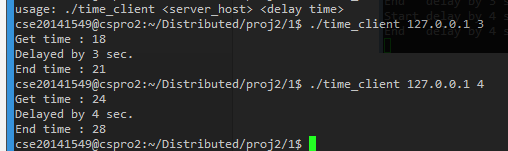 usage: ./time_client <server_host> <delay time>
cse20141549@cspro2:~/Distributed/proj2/1$ ./time_client 127.0.0.1 3
Get time : 18
Delayed by 3 sec.
End time : 21
cse20141549@cspro2:~/Distributed/proj2/1$ ./time_client 127.0.0.1 4
Get time : 24
Delayed by 4 sec.
End time : 28
cse20141549@cspro2:~/Distributed/proj2/1$